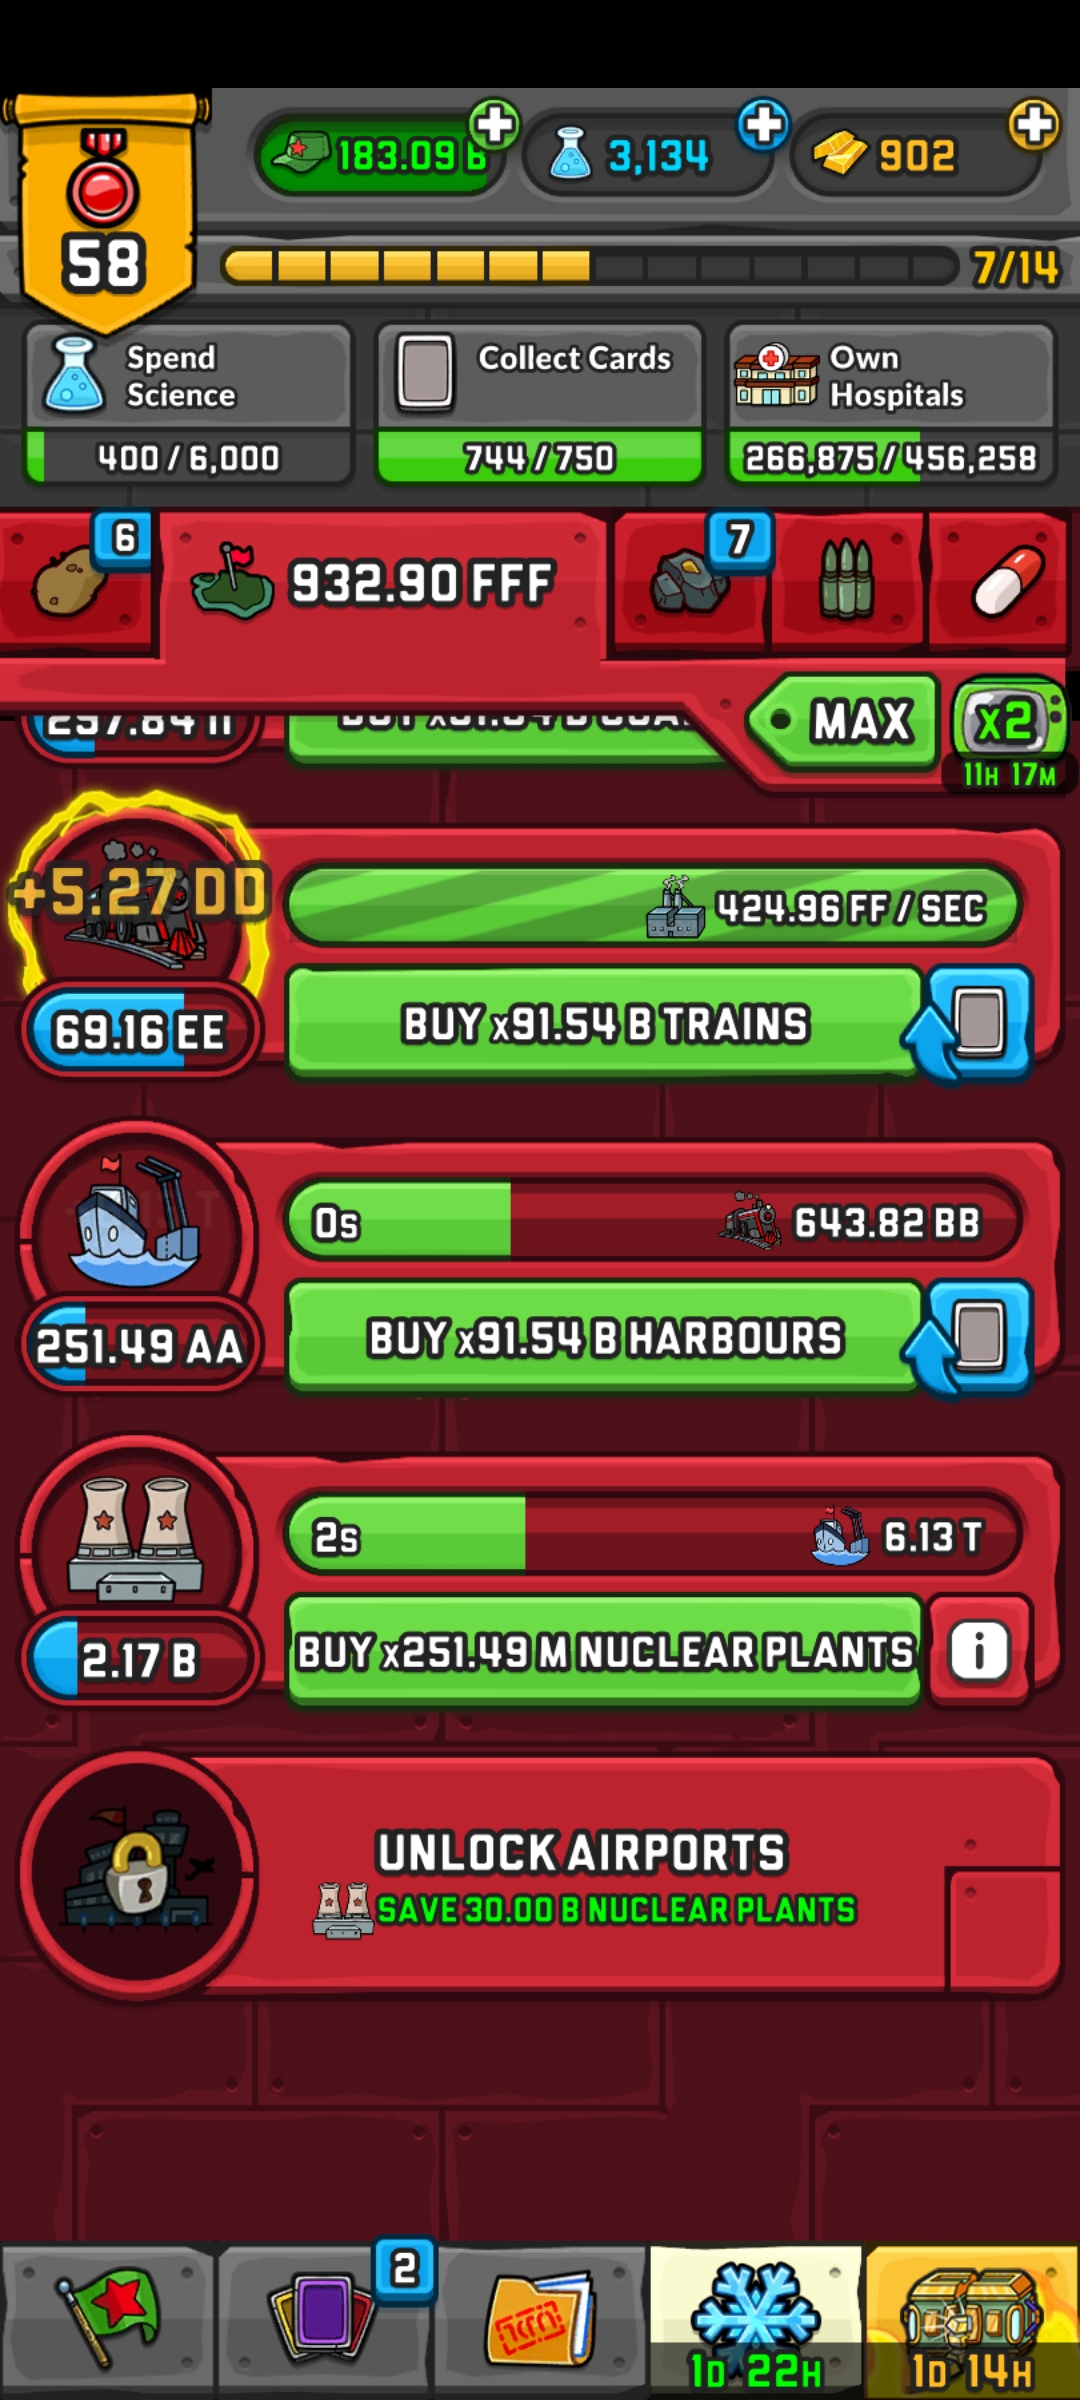 183.09 B
3,134
902
58
7/14
Spend
Science
400 / 6,000
Collect Cards
744 / 750
Own
Hospitals
266,875 / 456,258
6
932.90 FFF
7
MAX
x2
11H 17M
+5.27 DD
424.96 FF / SEC
69.16 EE
BUY x91.54 B TRAINS
0s
643.82 BB
251.49 AA
BUY x91.54 B HARBOURS
2s
6.13 T
2.17 B
BUY x251.49 M NUCLEAR PLANTS
i
UNLOCK AIRPORTS
SAVE 30.00 B NUCLEAR PLANTS
2
1D 22H
1D 14H